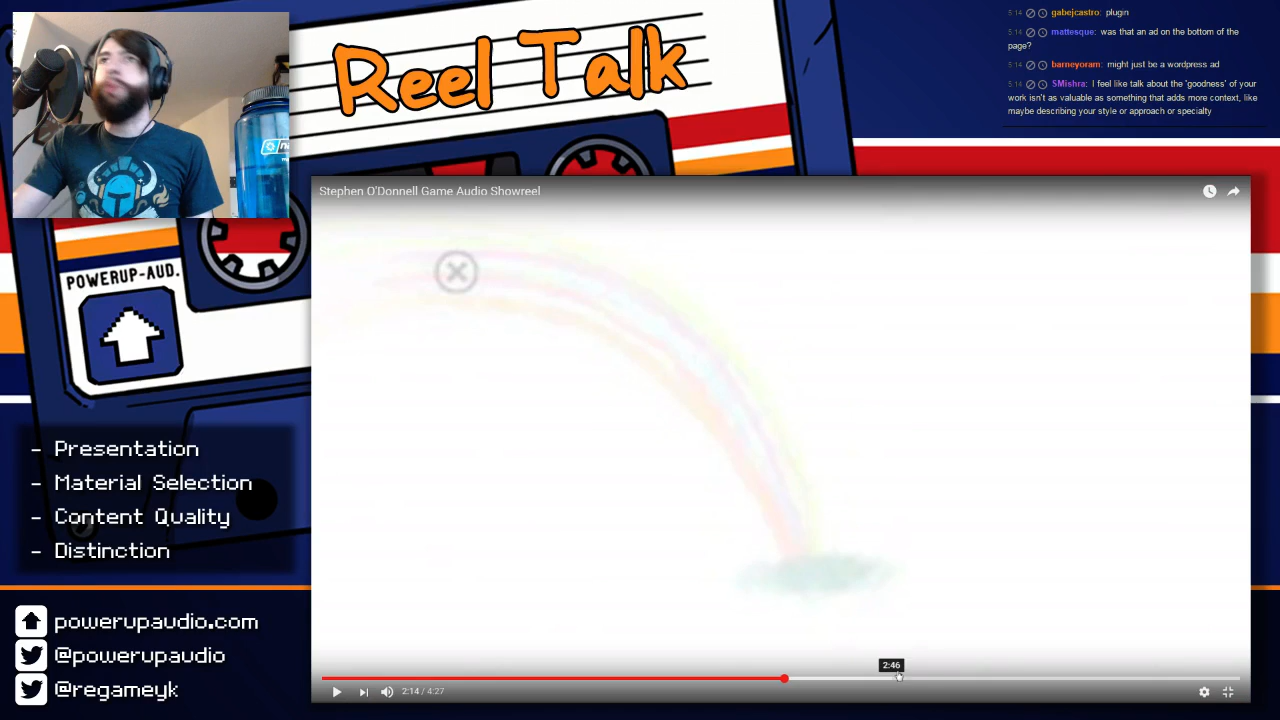 Reel Talk
POWERUP-AUD.
- Presentation
- Material Selection
- Content Quality
- Distinction
powerupaudio.com
@powerupaudio
@regameyk
Stephen O'Donnell Game Audio Showreel
2:46
2:14 / 4:27
5:14 gabejcastro: plugin
5:14 mattesque: was that an ad on the bottom of the
page?
5:14 barneyoram: might just be a wordpress ad
5:14 SMishra: I feel like talk about the 'goodness' of your
work isn't as valuable as something that adds more context, like
maybe describing your style or approach or specialty